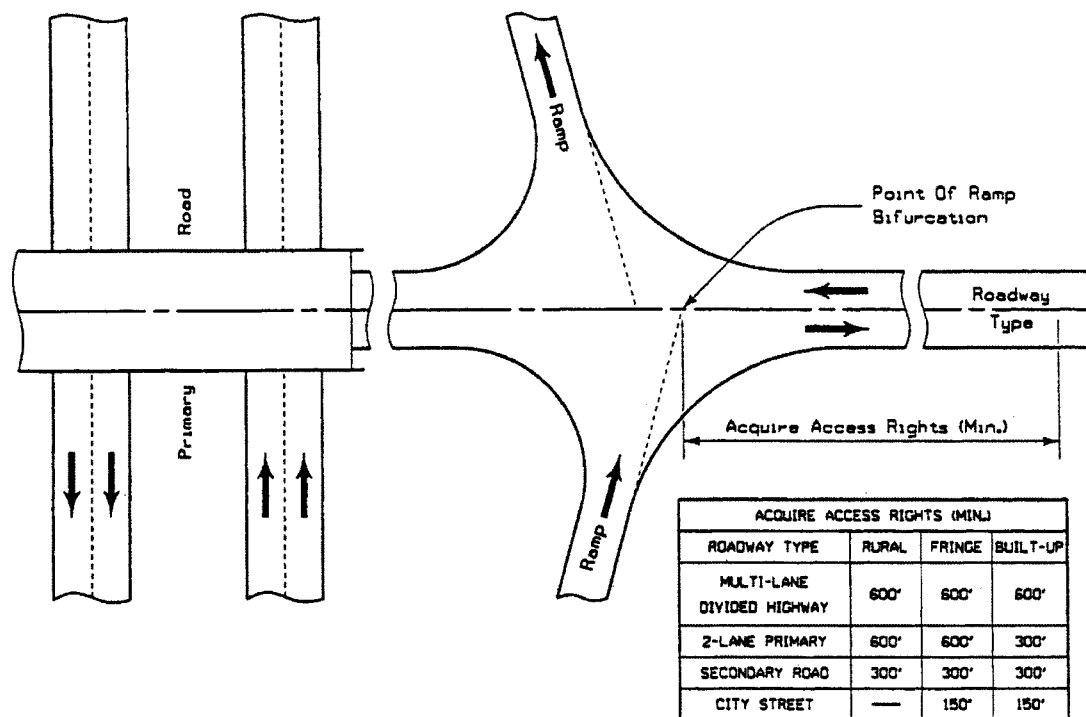 Ramp
Road
Point Of Ramp
Bifurcation
Roadway
Type
Primary
Acquire Access Rights (Min.)
Ramp
ACQUIRE ACCESS RIGHTS (MIN.)
ROADWAY TYPE RURAL FRINGE BUILT-UP
MULTI-LANE
DIVIDED HIGHWAY 600' 600' 600'
2-LANE PRIMARY 600' 600' 300'
SECONDARY ROAD 300' 300' 300'
CITY STREET — 150' 150'